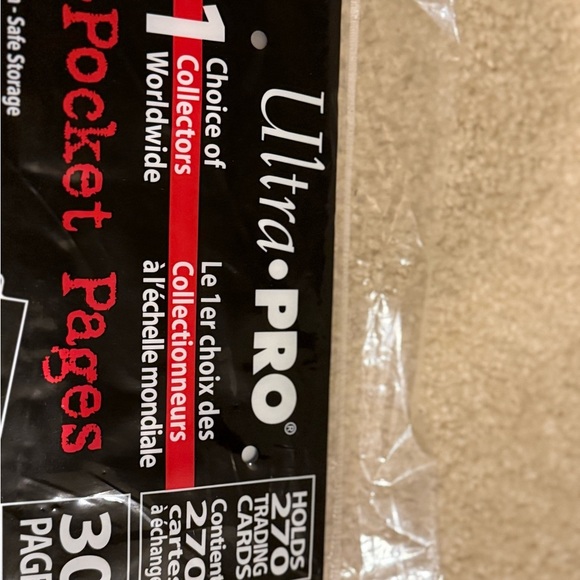 Ultra•PRO®
1
Choice of
Collectors
Worldwide
Le 1er choix des
Collectionneurs
à l'échelle mondiale
-Pocket Pages
- Safe Storage
HOLDS
270
TRADING
CARDS
Contient
270
cartes
à échange
30
PAGE